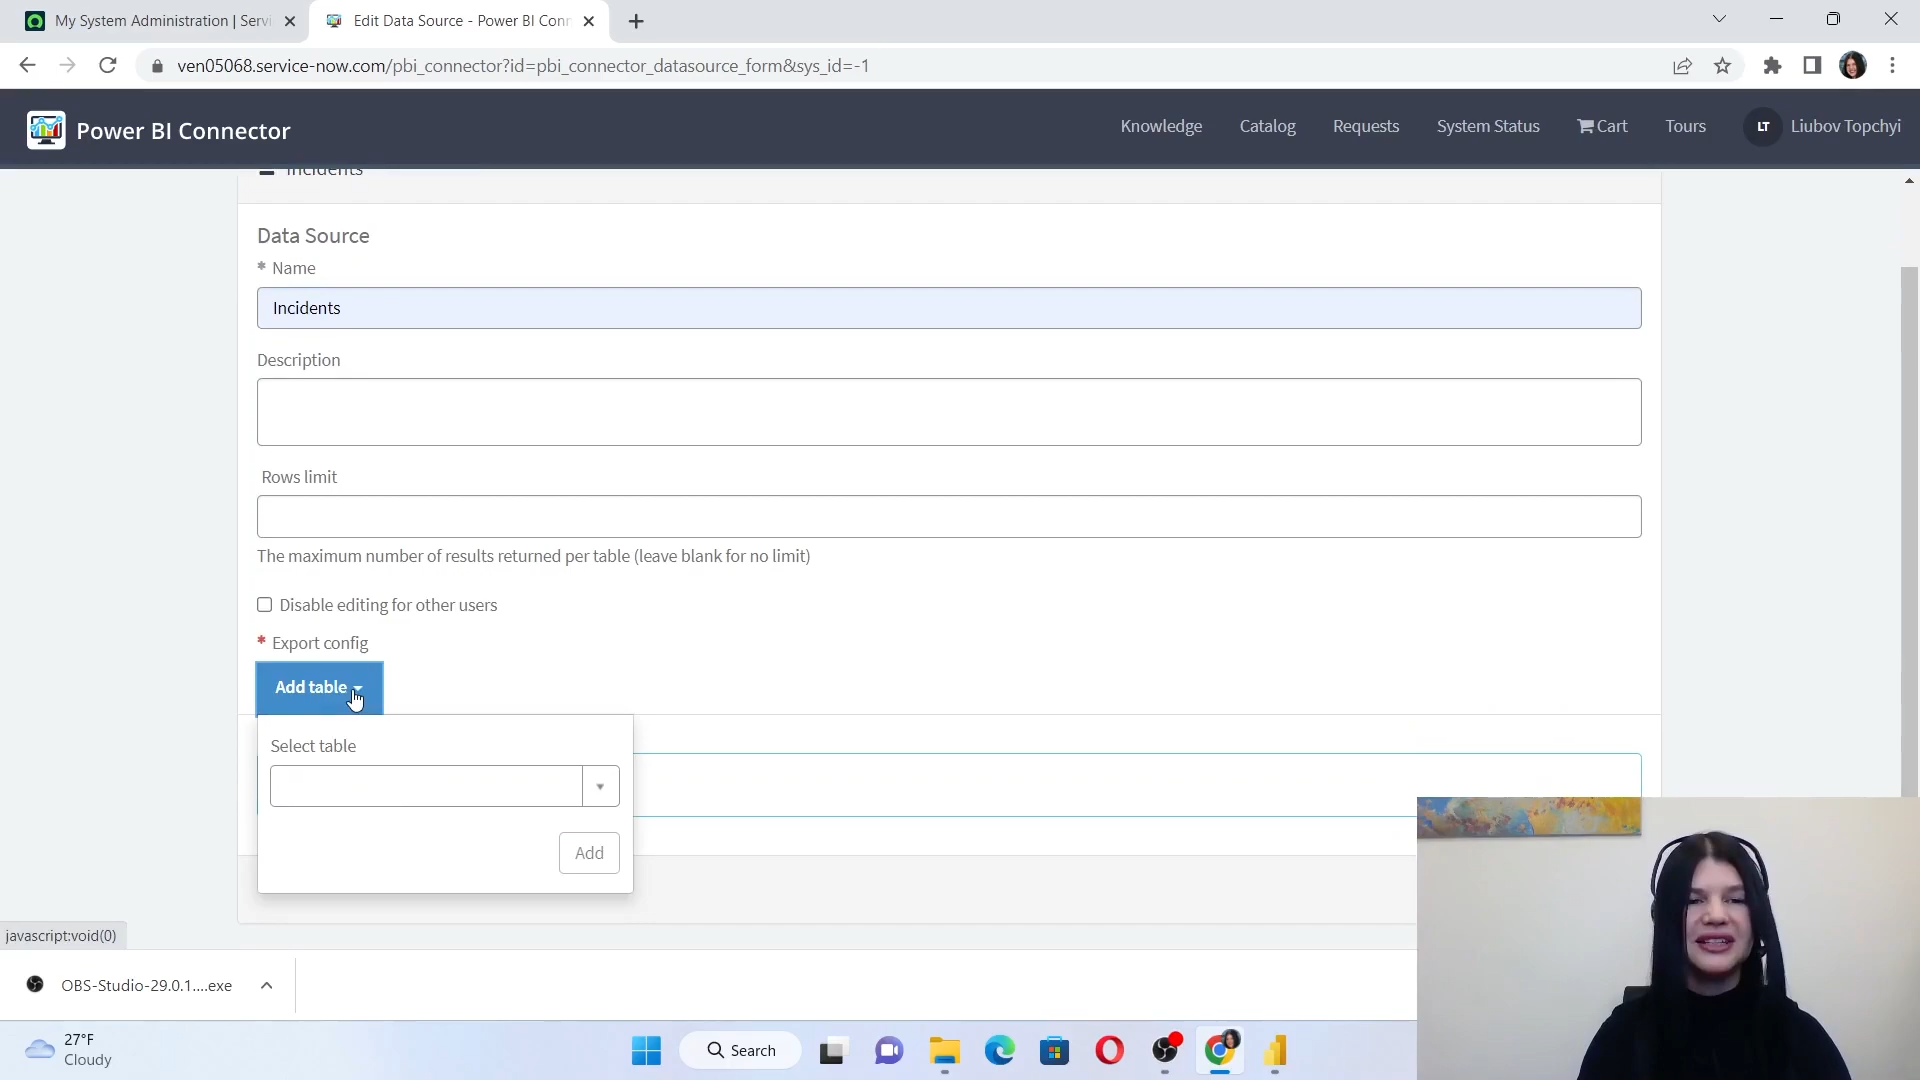 My System Administration | Servi
Edit Data Source - Power BI Conn
ven05068.service-now.com/pbi_connector?id=pbi_connector_datasource_form&sys_id=-1
Power BI Connector
Knowledge
Catalog
Requests
System Status
Cart
Tours
LT
Liubov Topchyi
Incidents
Data Source
* Name
Incidents
Description
Rows limit
The maximum number of results returned per table (leave blank for no limit)
Disable editing for other users
* Export config
Add table
Select table
Add
javascript:void(0)
OBS-Studio-29.0.1....exe
27°F
Cloudy
Search